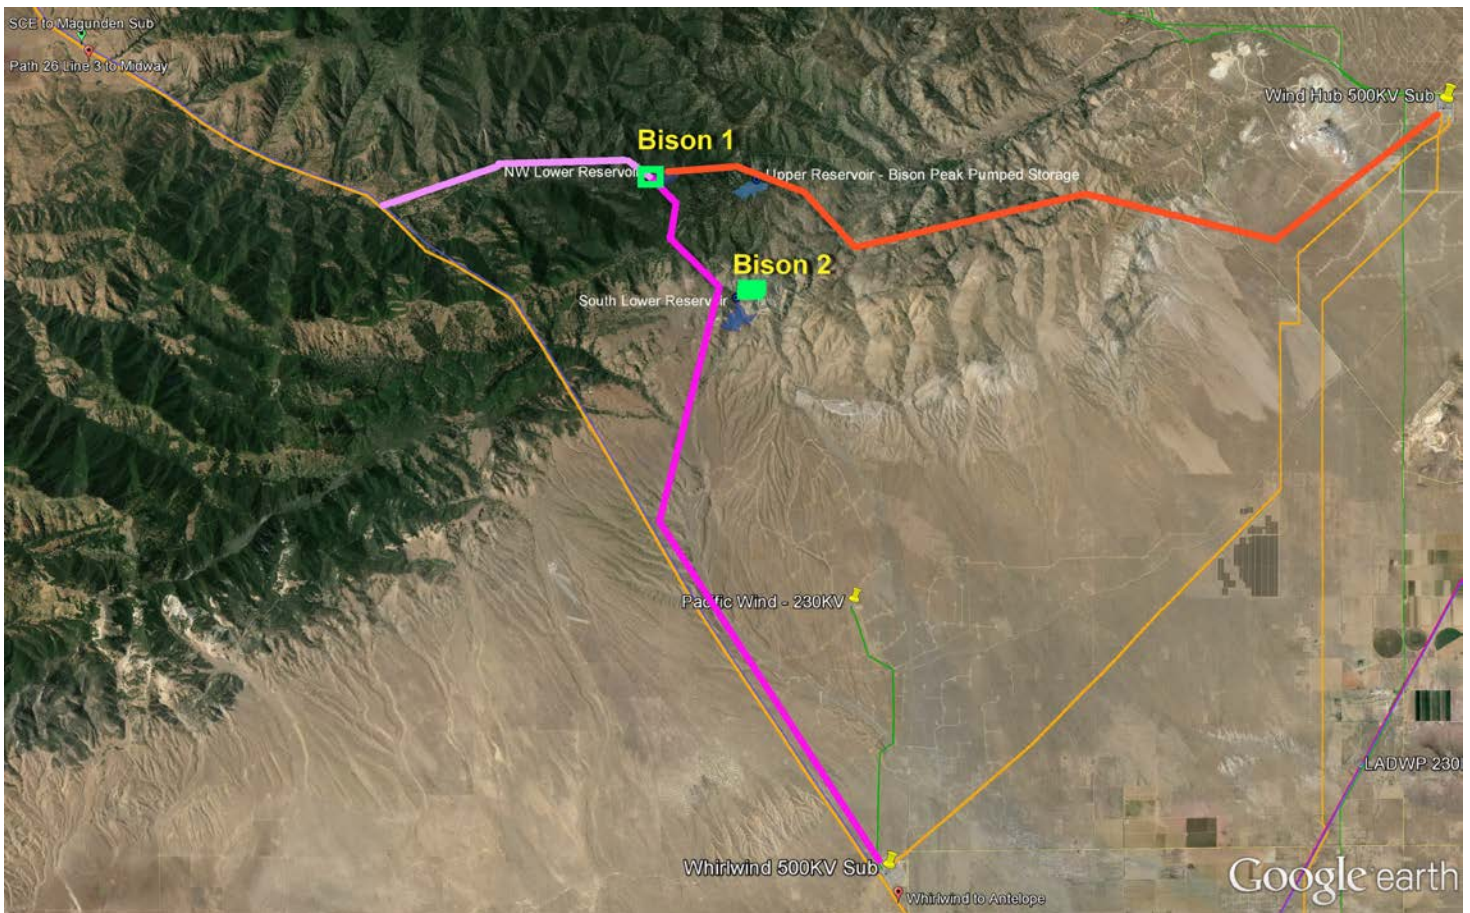 SCE to Magunden Sub
Path 26 Line 3 to Midway
Wind Hub 500KV Sub
Bison 1
NW Lower Reservoir
Upper Reservoir - Bison Peak Pumped Storage
Bison 2
South Lower Reservoir
Pacific Wind - 230KV
LADWP 230
Whirlwind 500KV Sub
Whirlwind to Antelope
Google earth